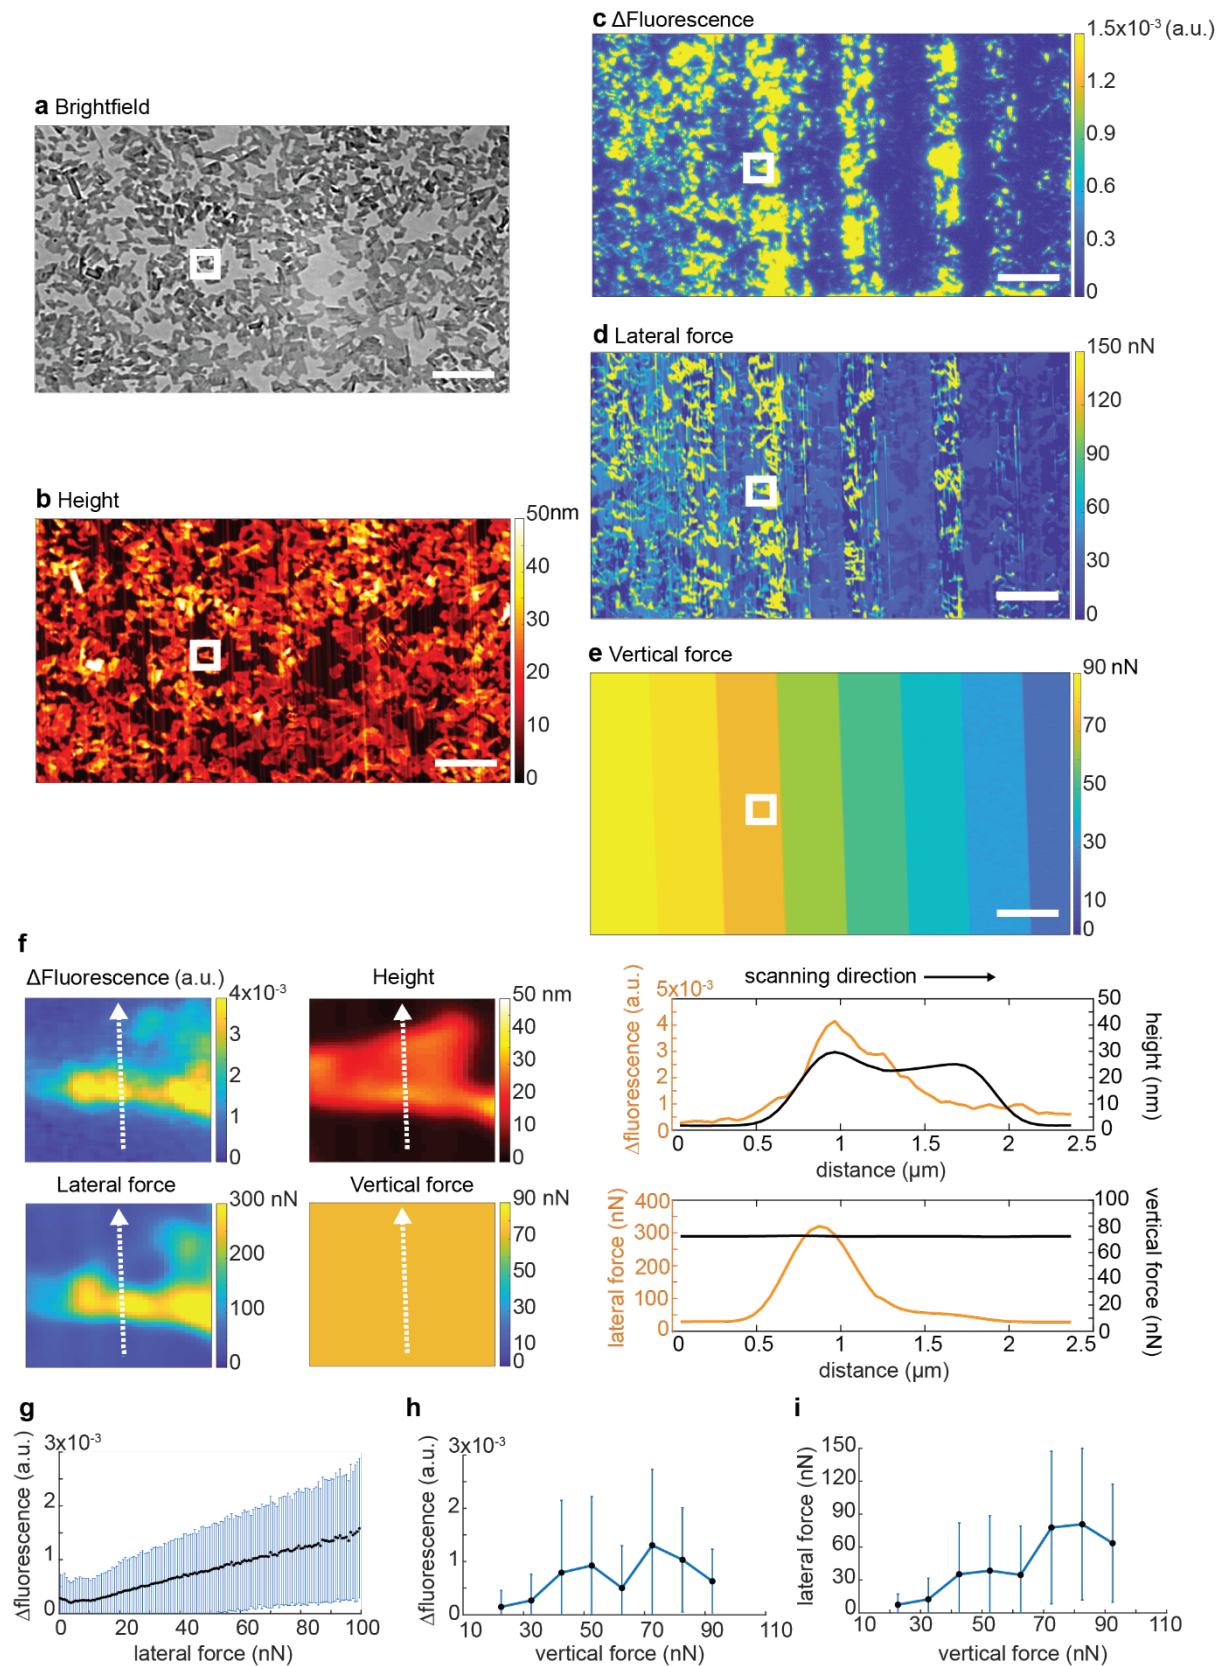 a Brightfield
b Height
50nm
40
30
20
10
0
c ΔFluorescence
1.5x10⁻³ (a.u.)
1.2
0.9
0.6
0.3
0
d Lateral force
150 nN
120
90
60
30
0
e Vertical force
90 nN
70
50
30
10
0
f
ΔFluorescence (a.u.)
4x10⁻³
3
2
1
0
Height
50 nm
40
30
20
10
0
Lateral force
300 nN
200
100
0
Vertical force
90 nN
70
50
30
10
0
scanning direction
5x10⁻³
4
3
2
1
0
Δfluorescence (a.u.)
50
40
30
20
10
0
height (nm)
0 0.5 1 1.5 2 2.5
distance (μm)
400
300
200
100
0
lateral force (nN)
100
80
60
40
20
0
vertical force (nN)
0 0.5 1 1.5 2 2.5
distance (μm)
g
3x10⁻³
2
1
0
Δfluorescence (a.u.)
0 20 40 60 80 100
lateral force (nN)
h
3x10⁻³
2
1
0
Δfluorescence (a.u.)
10 30 50 70 90 110
vertical force (nN)
i
150
120
90
60
30
0
lateral force (nN)
10 30 50 70 90 110
vertical force (nN)